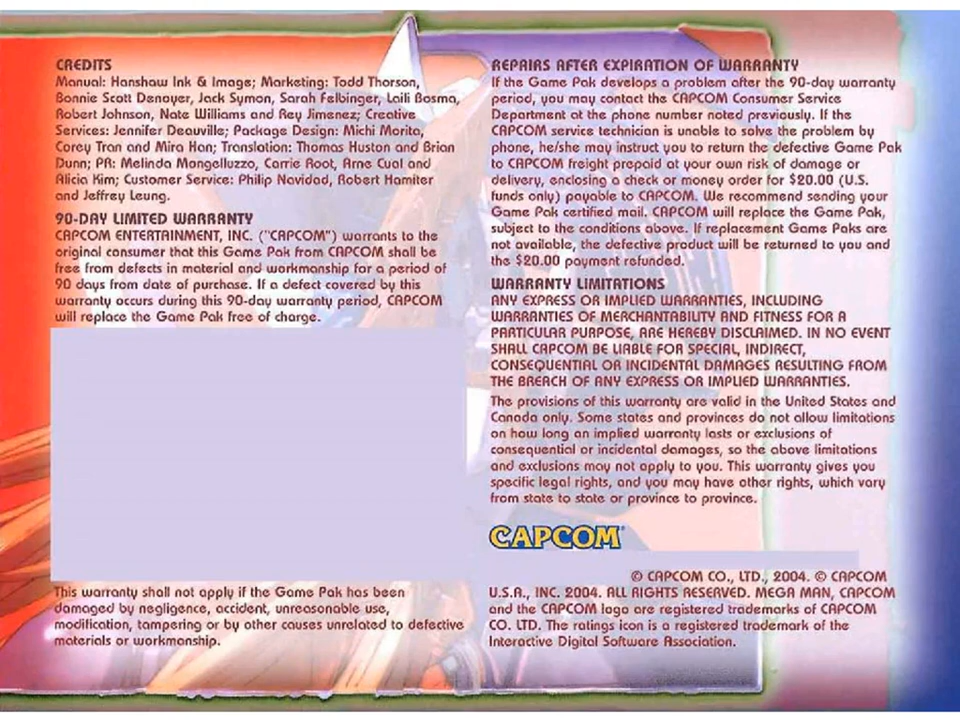 CREDITS
Manual: Hanshaw Ink & Image; Marketing: Todd Thorson,
Bonnie Scott Denoyer, Jack Symon, Sarah Felbinger, Laili Bosma,
Robert Johnson, Nate Williams and Rey Jimenez; Creative
Services: Jennifer Deauville; Package Design: Michi Morita,
Corey Tran and Mira Han; Translation: Thomas Huston and Brian
Dunn; PR: Melinda Mongelluzzo, Carrie Root, Arne Cual and
Alicia Kim; Customer Service: Philip Navidad, Robert Hamiter
and Jeffrey Leung.
90-DAY LIMITED WARRANTY
CAPCOM ENTERTAINMENT, INC. ("CAPCOM") warrants to the
original consumer that this Game Pak from CAPCOM shall be
free from defects in material and workmanship for a period of
90 days from date of purchase. If a defect covered by this
warranty occurs during this 90-day warranty period, CAPCOM
will replace the Game Pak free of charge.
This warranty shall not apply if the Game Pak has been
damaged by negligence, accident, unreasonable use,
modification, tampering or by other causes unrelated to defective
materials or workmanship.
REPAIRS AFTER EXPIRATION OF WARRANTY
If the Game Pak develops a problem after the 90-day warranty
period, you may contact the CAPCOM Consumer Service
Department at the phone number noted previously. If the
CAPCOM service technician is unable to solve the problem by
phone, he/she may instruct you to return the defective Game Pak
to CAPCOM freight prepaid at your own risk of damage or
delivery, enclosing a check or money order for $20.00 (U.S.
funds only) payable to CAPCOM. We recommend sending your
Game Pak certified mail. CAPCOM will replace the Game Pak,
subject to the conditions above. If replacement Game Paks are
not available, the defective product will be returned to you and
the $20.00 payment refunded.
WARRANTY LIMITATIONS
ANY EXPRESS OR IMPLIED WARRANTIES, INCLUDING
WARRANTIES OF MERCHANTABILITY AND FITNESS FOR A
PARTICULAR PURPOSE, ARE HEREBY DISCLAIMED. IN NO EVENT
SHALL CAPCOM BE LIABLE FOR SPECIAL, INDIRECT,
CONSEQUENTIAL OR INCIDENTAL DAMAGES RESULTING FROM
THE BREACH OF ANY EXPRESS OR IMPLIED WARRANTIES.
The provisions of this warranty are valid in the United States and
Canada only. Some states and provinces do not allow limitations
on how long an implied warranty lasts or exclusions of
consequential or incidental damages, so the above limitations
and exclusions may not apply to you. This warranty gives you
specific legal rights, and you may have other rights, which vary
from state to state or province to province.
CAPCOM®
© CAPCOM CO., LTD., 2004. © CAPCOM
U.S.A., INC. 2004. ALL RIGHTS RESERVED. MEGA MAN, CAPCOM
and the CAPCOM logo are registered trademarks of CAPCOM
CO. LTD. The ratings icon is a registered trademark of the
Interactive Digital Software Association.